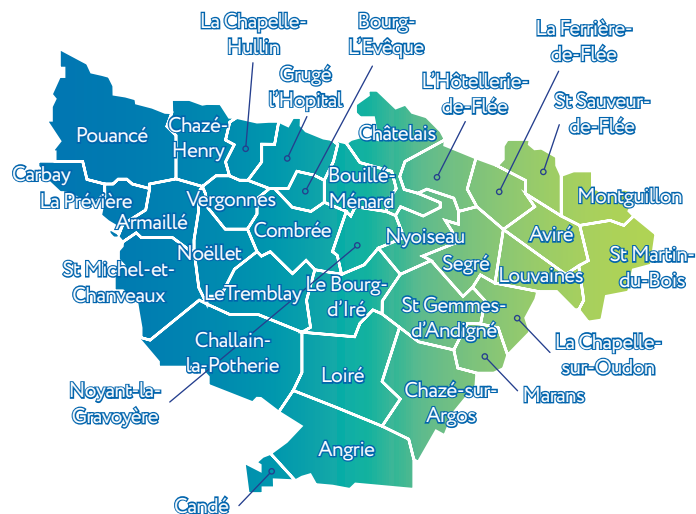 La Chapelle-
Hullin
Bourg-
L'Evêque
La Ferrière-
de-Flée
Grugé
l'Hopital
L'Hôtellerie-
de-Flée
St Sauveur-
de-Flée
Pouancé
Chazé-
Henry
Châtelais
Carbay
La Prévière
Vergonnes
Bouillé-
Ménard
Montguillon
Armaillé
Combrée
Nyoiseau
Aviré
Noëllet
St Martin-
du-Bois
St Michel-et-
Chanveaux
Segré
Louvaines
Le Tremblay
Le Bourg-
d'Iré
St Gemmes-
d'Andigné
Challain-
la-Potherie
La Chapelle-
sur-Oudon
Noyant-la-
Gravoyère
Loiré
Chazé-sur-
Argos
Marans
Angrie
Candé